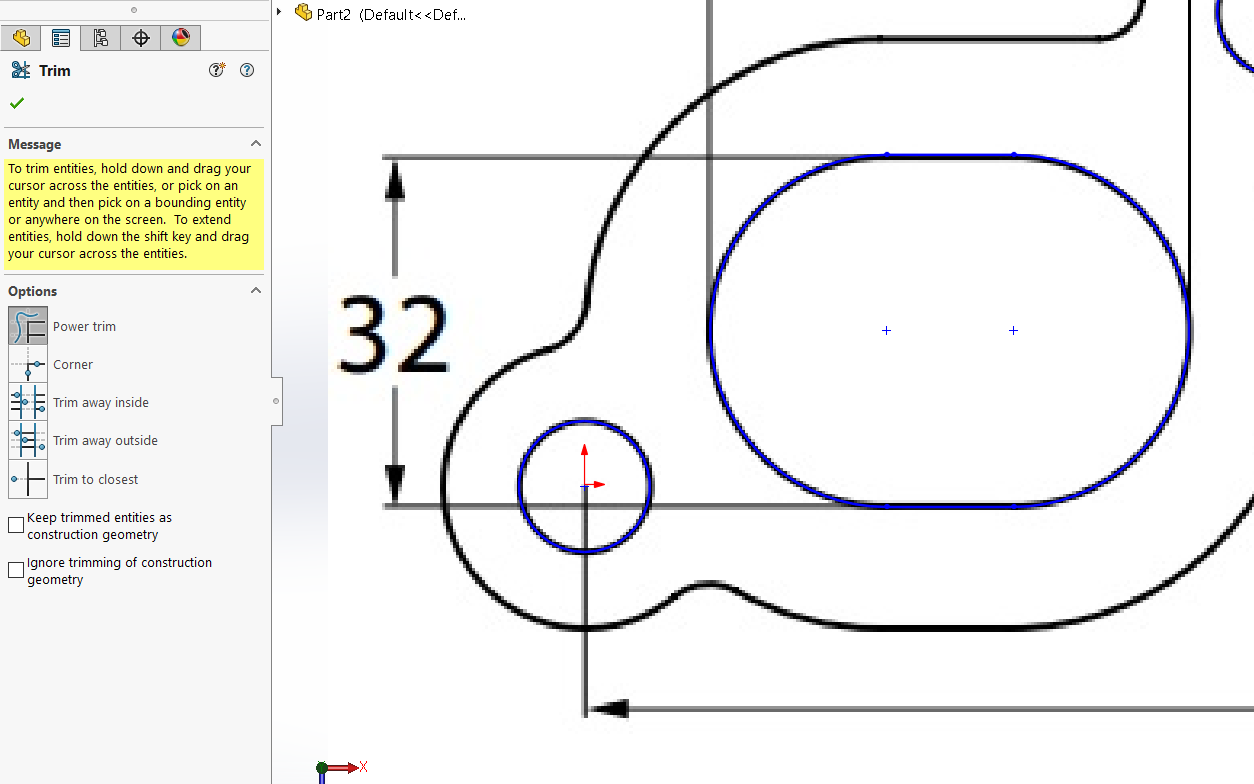 Part2 (Default<<Def...
Trim
Message
To trim entities, hold down and drag your
cursor across the entities, or pick on an
entity and then pick on a bounding entity
or anywhere on the screen. To extend
entities, hold down the shift key and drag
your cursor across the entities.
Options
Power trim
Corner
Trim away inside
Trim away outside
Trim to closest
Keep trimmed entities as
construction geometry
Ignore trimming of construction
geometry
32
X